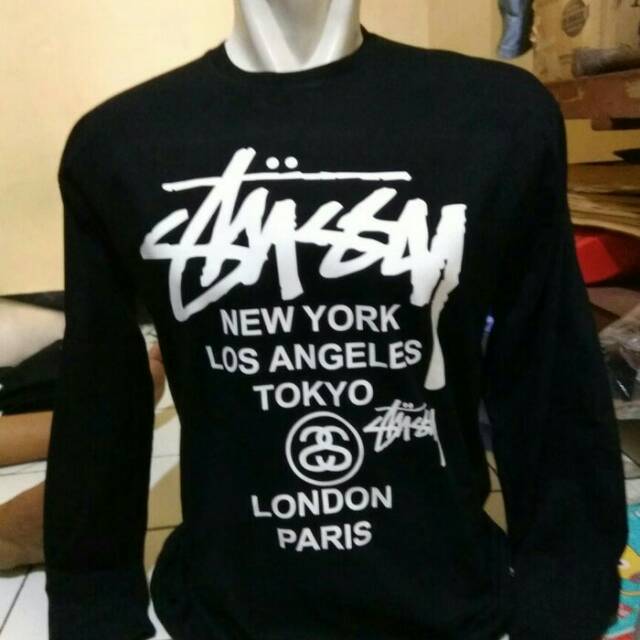 Stüssy
NEW YORK
LOS ANGELES
TOKYO
Stüssy
LONDON
PARIS